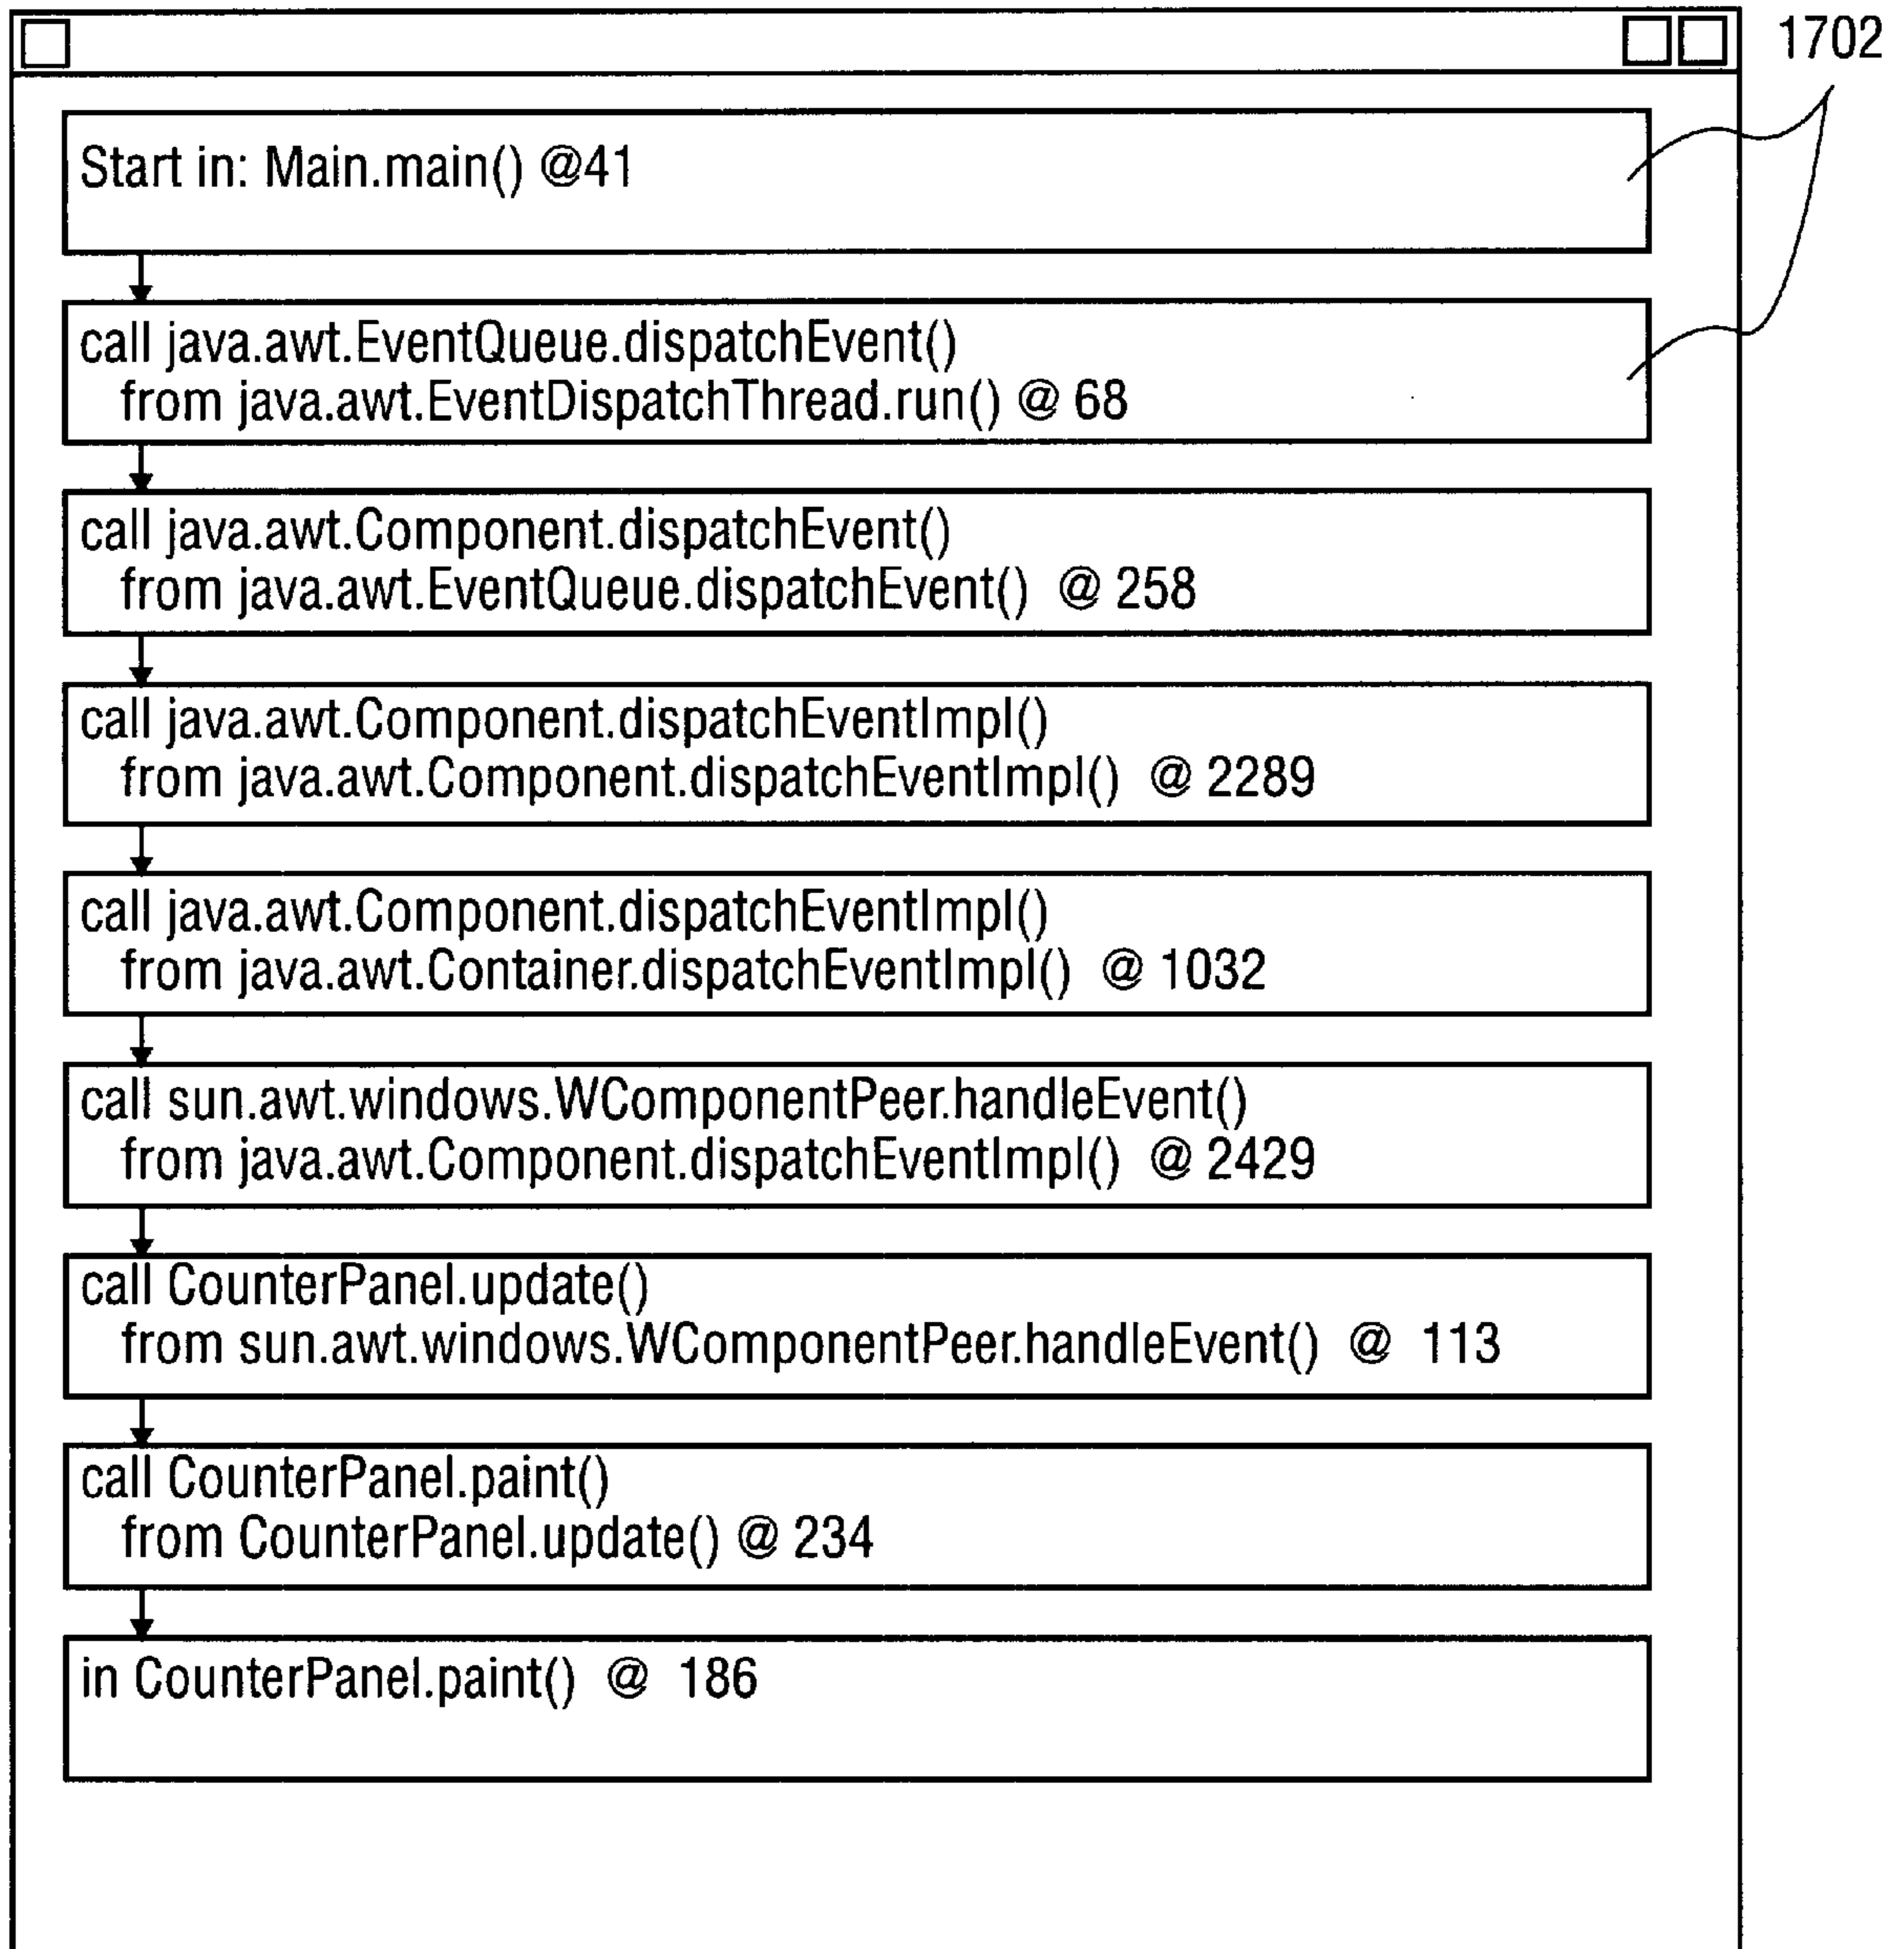 1702
Start in: Main.main() @41
call java.awt.EventQueue.dispatchEvent()
from java.awt.EventDispatchThread.run() @ 68
call java.awt.Component.dispatchEvent()
from java.awt.EventQueue.dispatchEvent() @ 258
call java.awt.Component.dispatchEventImpl()
from java.awt.Component.dispatchEventImpl() @ 2289
call java.awt.Component.dispatchEventImpl()
from java.awt.Container.dispatchEventImpl() @ 1032
call sun.awt.windows.WComponentPeer.handleEvent()
from java.awt.Component.dispatchEventImpl() @ 2429
call CounterPanel.update()
from sun.awt.windows.WComponentPeer.handleEvent() @ 113
call CounterPanel.paint()
from CounterPanel.update() @ 234
in CounterPanel.paint() @ 186